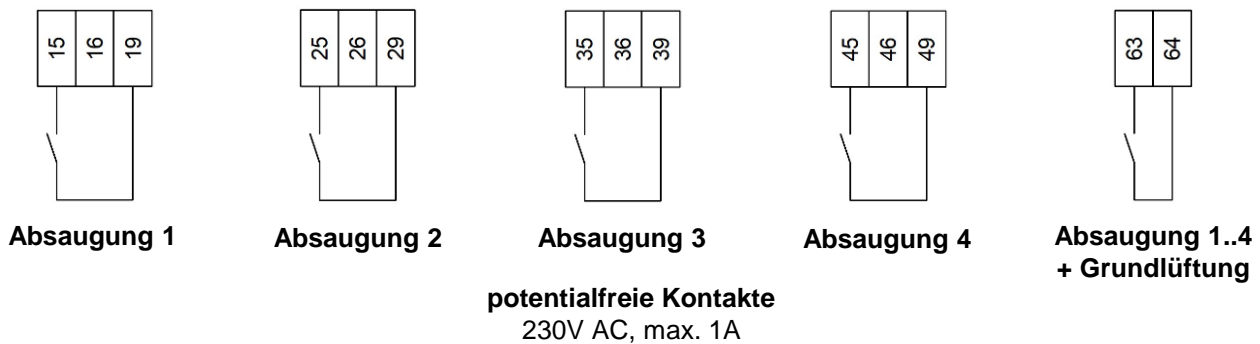 15 16 19
25 26 29
35 36 39
45 46 49
63 64
Absaugung 1
Absaugung 2
Absaugung 3
Absaugung 4
Absaugung 1..4
+ Grundlüftung
potentialfreie Kontakte
230V AC, max. 1A